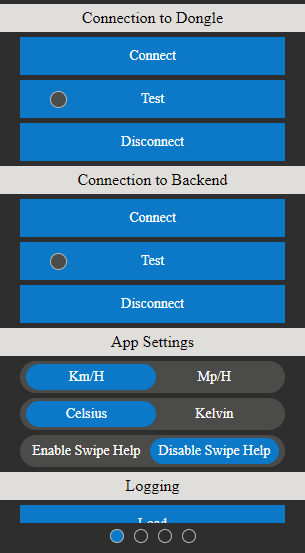 Connection to Dongle
Connect
Test
Disconnect
Connection to Backend
Connect
Test
Disconnect
App Settings
Km/H Mp/H
Celsius Kelvin
Enable Swipe Help Disable Swipe Help
Logging